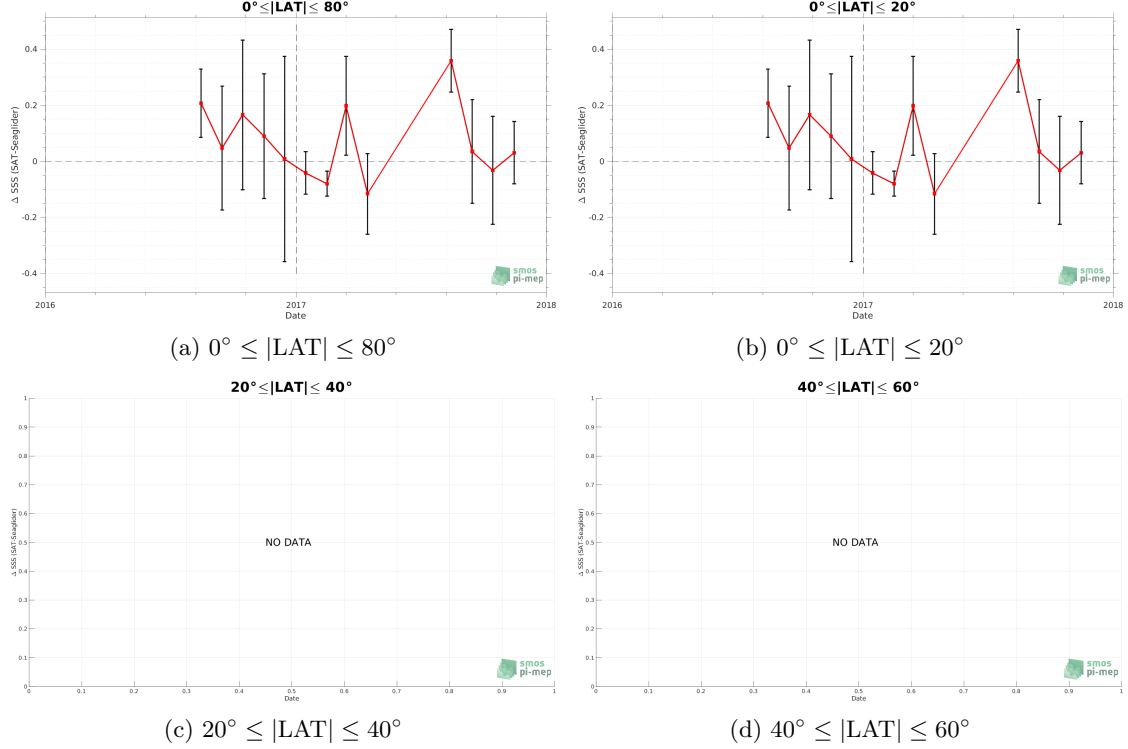 0°≤|LAT|≤ 80°
Δ SSS (SAT-Seaglider)
0.4
0.2
0
-0.2
-0.4
2016
2017
2018
Date
smos
pi-mep
(a) 0° ≤ |LAT| ≤ 80°
0°≤|LAT|≤ 20°
Δ SSS (SAT-Seaglider)
0.4
0.2
0
-0.2
-0.4
2016
2017
2018
Date
smos
pi-mep
(b) 0° ≤ |LAT| ≤ 20°
20°≤|LAT|≤ 40°
Δ SSS (SAT-Seaglider)
1
0.9
0.8
0.7
0.6
0.5
0.4
0.3
0.2
0.1
0
NO DATA
0 0.1 0.2 0.3 0.4 0.5 0.6 0.7 0.8 0.9 1
Date
smos
pi-mep
(c) 20° ≤ |LAT| ≤ 40°
40°≤|LAT|≤ 60°
Δ SSS (SAT-Seaglider)
1
0.9
0.8
0.7
0.6
0.5
0.4
0.3
0.2
0.1
0
NO DATA
0 0.1 0.2 0.3 0.4 0.5 0.6 0.7 0.8 0.9 1
Date
smos
pi-mep
(d) 40° ≤ |LAT| ≤ 60°